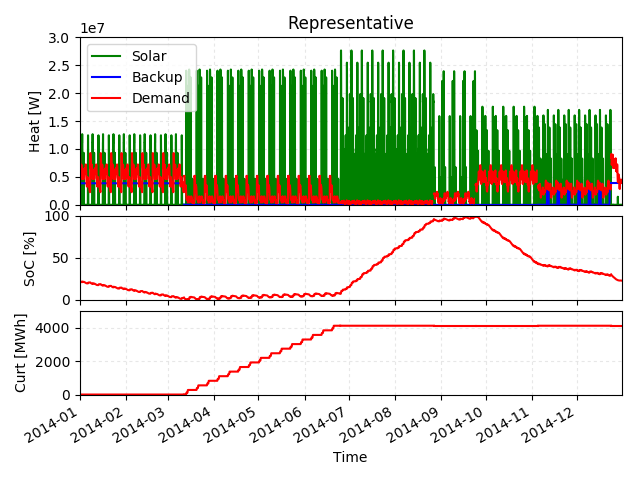 Representative
1e7
3.0
2.5
2.0
1.5
1.0
0.5
0.0
Heat [W]
Solar
Backup
Demand
100
50
0
SoC [%]
4000
2000
0
Curt [MWh]
2014-01
2014-02
2014-03
2014-04
2014-05
2014-06
2014-07
2014-08
2014-09
2014-10
2014-11
2014-12
Time